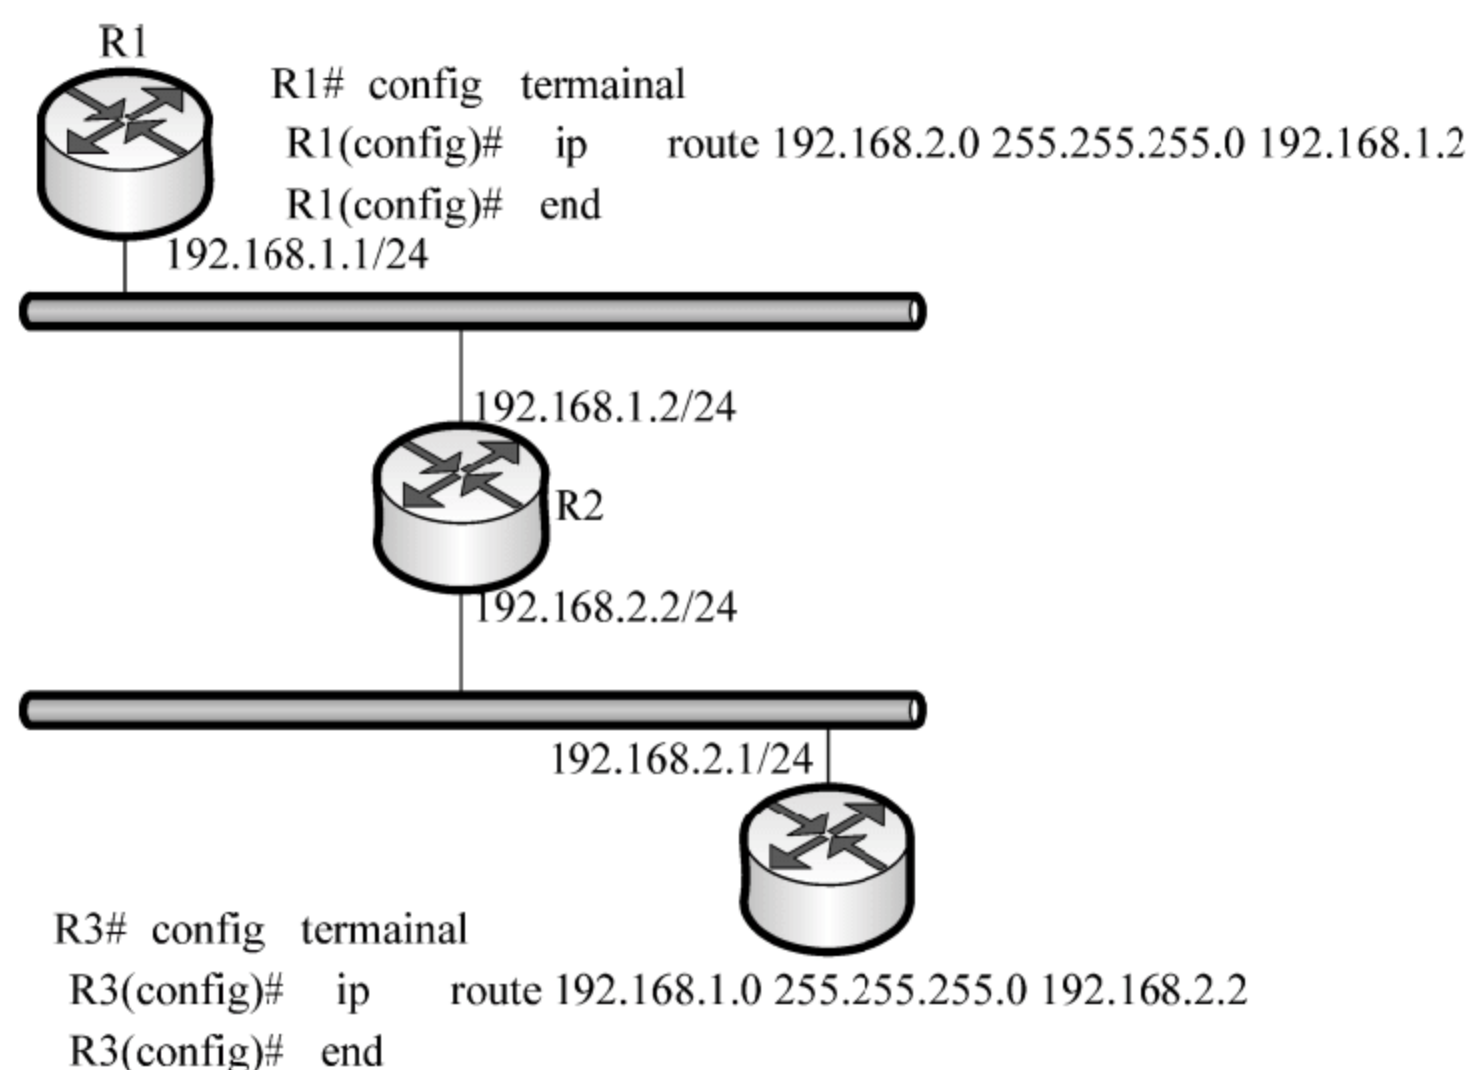 R1
R1# config termainal
R1(config)# ip route 192.168.2.0 255.255.255.0 192.168.1.2
R1(config)# end
192.168.1.1/24
192.168.1.2/24
R2
192.168.2.2/24
192.168.2.1/24
R3# config termainal
R3(config)# ip route 192.168.1.0 255.255.255.0 192.168.2.2
R3(config)# end